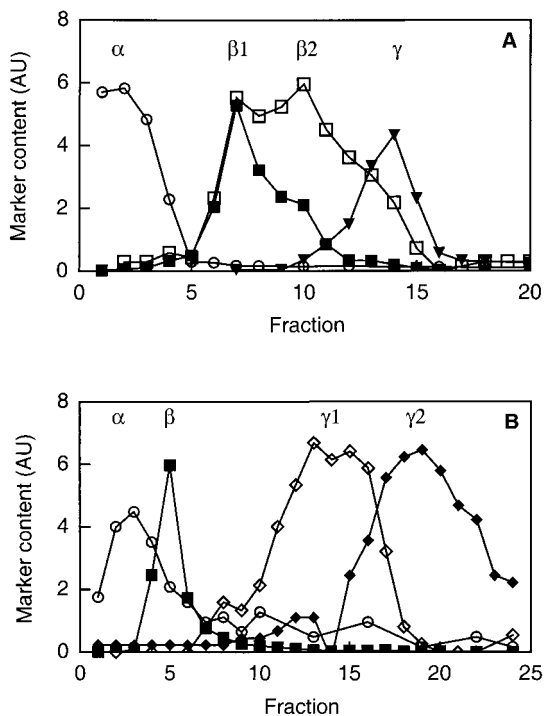 8
α
β1
β2
γ
A
6
4
2
0
Marker content (AU)
0
5
10
15
20
Fraction
8
α
β
γ1
γ2
B
6
4
2
0
Marker content (AU)
0
5
10
15
20
25
Fraction